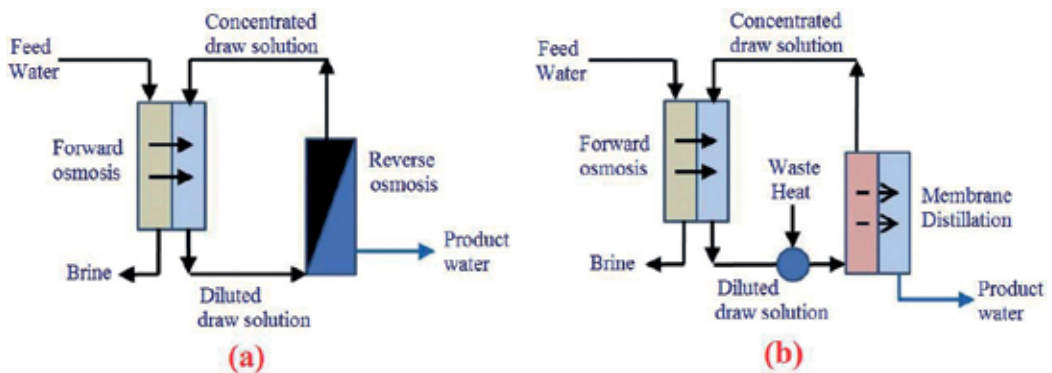 Concentrated
draw solution
Feed
Water
Forward
osmosis
Reverse
osmosis
Product
water
Brine
Diluted
draw solution
(a)
Concentrated
draw solution
Feed
Water
Forward
osmosis
Waste
Heat
Membrane
Distillation
Brine
Diluted
draw solution
Product
water
(b)